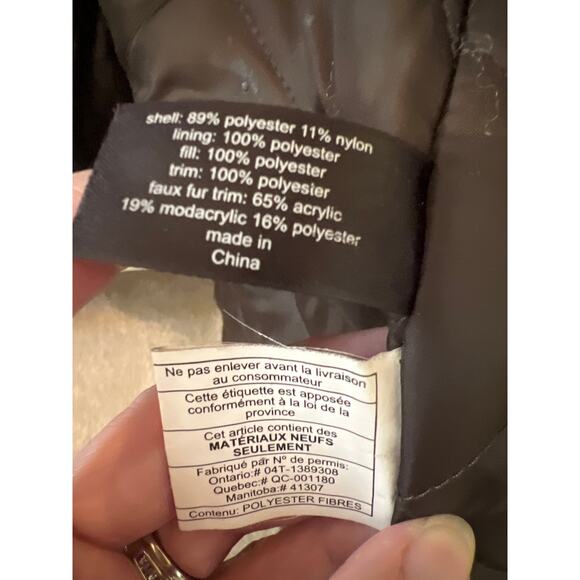 shell: 89% polyester 11% nylon
lining: 100% polyester
fill: 100% polyester
trim: 100% polyesier
faux fur trim: 65% acrylic
19% modacrylic 16% polyester
made in
China
Ne pas enlever avant la livraison
au consommateur
Cette étiquette est apposée
conformément à la loi de la
province
Cet article contient des
MATÉRIAUX NEUFS
SEULEMENT
Fabriqué par Nº de permis:
Ontario:# 04T-1389308
Quebec:# QC-001180
Manitoba:# 41307
Contenu: POLYESTER FIBRES